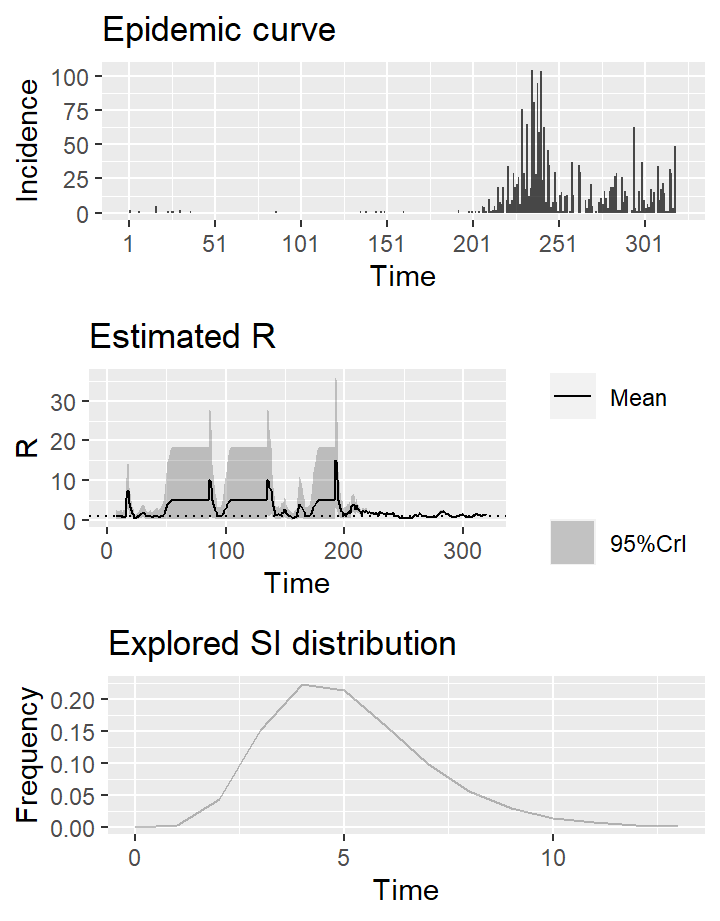 Epidemic curve
Incidence
100
75
50
25
0
1 51 101 151 201 251 301
Time
Estimated R
R
30
20
10
0
0 100 200 300
Time
Mean
95%CrI
Explored SI distribution
Frequency
0.20
0.15
0.10
0.05
0.00
0 5 10
Time